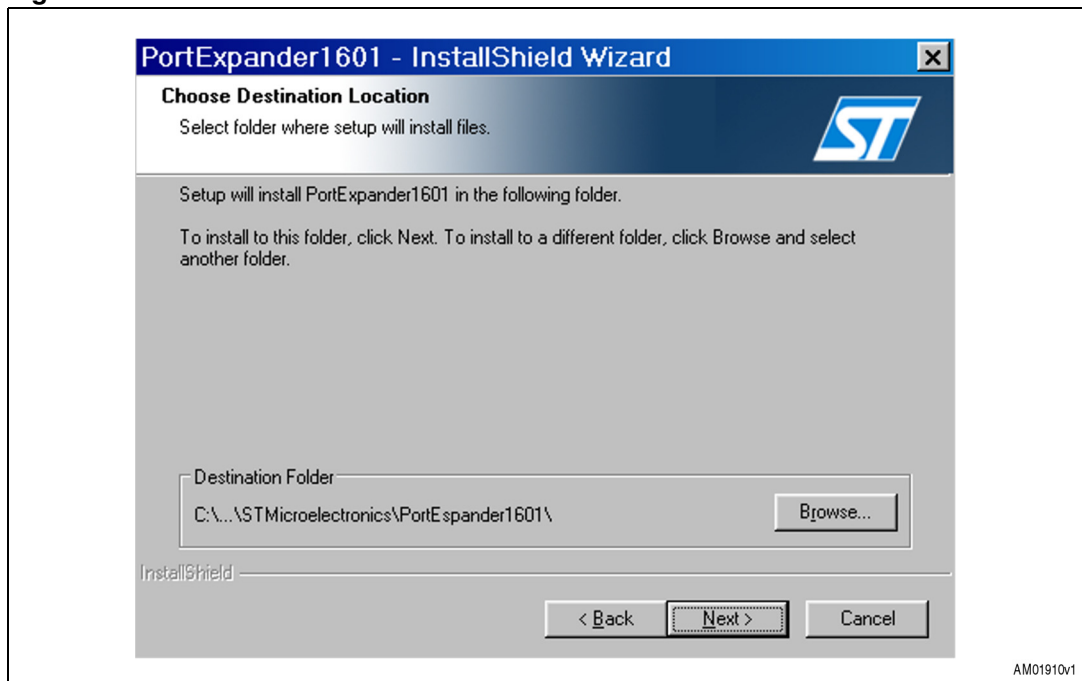 PortExpander1601 - InstallShield Wizard
Choose Destination Location
Select folder where setup will install files.
ST
Setup will install PortExpander1601 in the following folder.
To install to this folder, click Next. To install to a different folder, click Browse and select
another folder.
Destination Folder
C:\...\STMicroelectronics\PortEspander1601\
Browse...
InstallShield
< Back
Next >
Cancel
AM01910v1